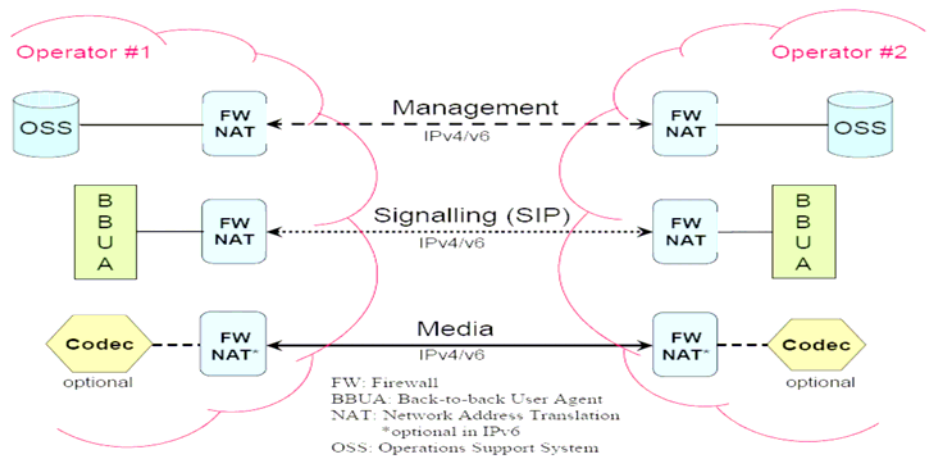 Operator #1
Operator #2
OSS
FW
NAT
Management
IPv4/v6
FW
NAT
OSS
B
B
U
A
FW
NAT
Signalling (SIP)
IPv4/v6
FW
NAT
B
B
U
A
Codec
optional
FW
NAT*
Media
IPv4/v6
FW
NAT*
Codec
optional
FW: Firewall
BBUA: Back-to-back User Agent
NAT: Network Address Translation
*optional in IPv6
OSS: Operations Support System